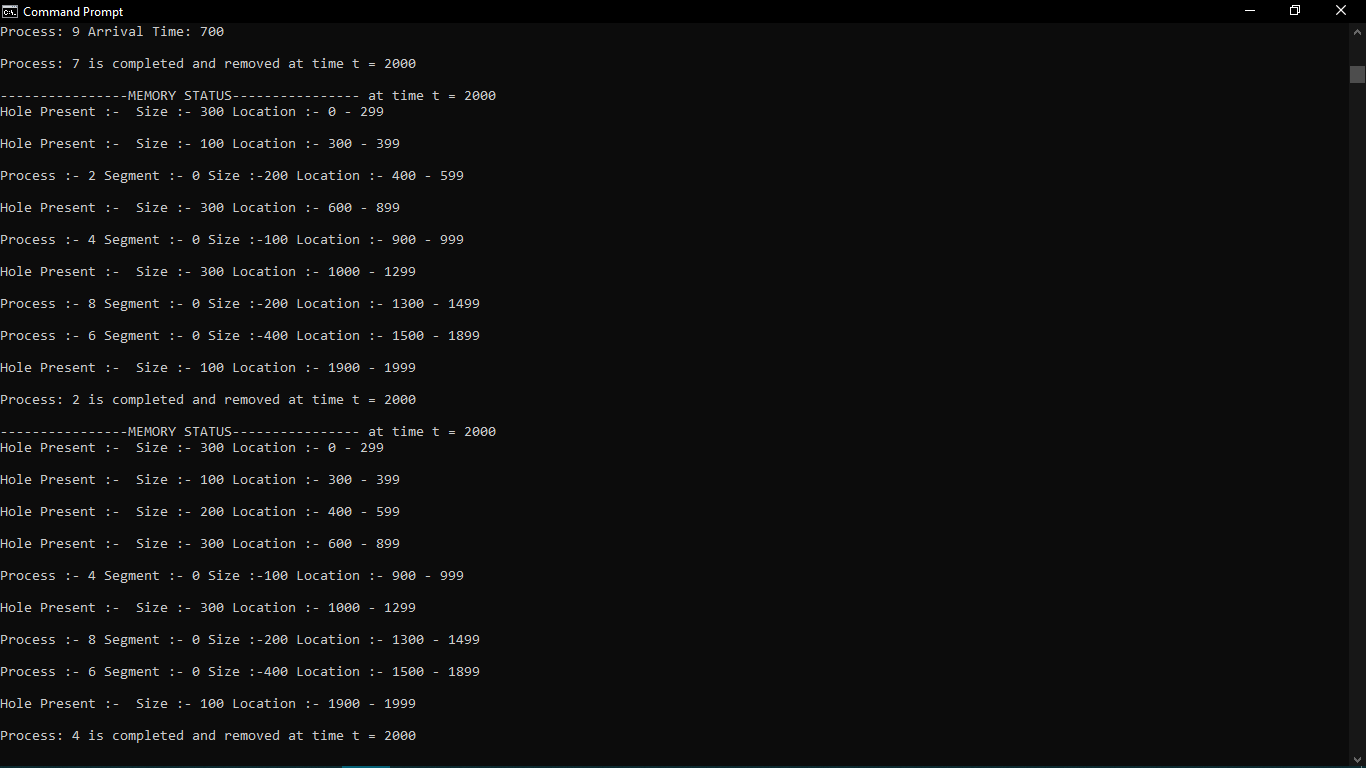 Command Prompt
Process: 9 Arrival Time: 700
Process: 7 is completed and removed at time t = 2000
----------------MEMORY STATUS---------------- at time t = 2000
Hole Present :-  Size :- 300 Location :- 0 - 299
Hole Present :-  Size :- 100 Location :- 300 - 399
Process :- 2 Segment :- 0 Size :-200 Location :- 400 - 599
Hole Present :-  Size :- 300 Location :- 600 - 899
Process :- 4 Segment :- 0 Size :-100 Location :- 900 - 999
Hole Present :-  Size :- 300 Location :- 1000 - 1299
Process :- 8 Segment :- 0 Size :-200 Location :- 1300 - 1499
Process :- 6 Segment :- 0 Size :-400 Location :- 1500 - 1899
Hole Present :-  Size :- 100 Location :- 1900 - 1999
Process: 2 is completed and removed at time t = 2000
----------------MEMORY STATUS---------------- at time t = 2000
Hole Present :-  Size :- 300 Location :- 0 - 299
Hole Present :-  Size :- 100 Location :- 300 - 399
Hole Present :-  Size :- 200 Location :- 400 - 599
Hole Present :-  Size :- 300 Location :- 600 - 899
Process :- 4 Segment :- 0 Size :-100 Location :- 900 - 999
Hole Present :-  Size :- 300 Location :- 1000 - 1299
Process :- 8 Segment :- 0 Size :-200 Location :- 1300 - 1499
Process :- 6 Segment :- 0 Size :-400 Location :- 1500 - 1899
Hole Present :-  Size :- 100 Location :- 1900 - 1999
Process: 4 is completed and removed at time t = 2000